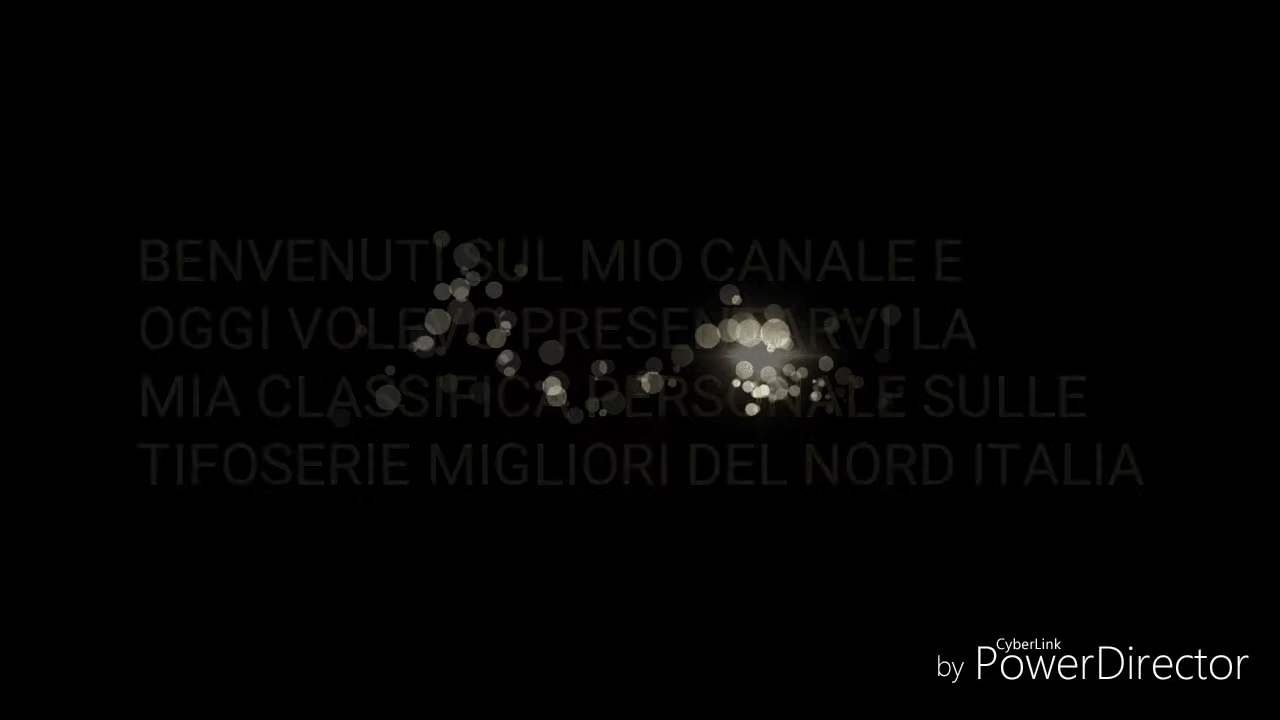 BENVENUTI SUL MIO CANALE E
OGGI VOLEVO PRESENTARVI LA
MIA CLASSIFICA PERSONALE SULLE
TIFOSERIE MIGLIORI DEL NORD ITALIA
CyberLink
by PowerDirector